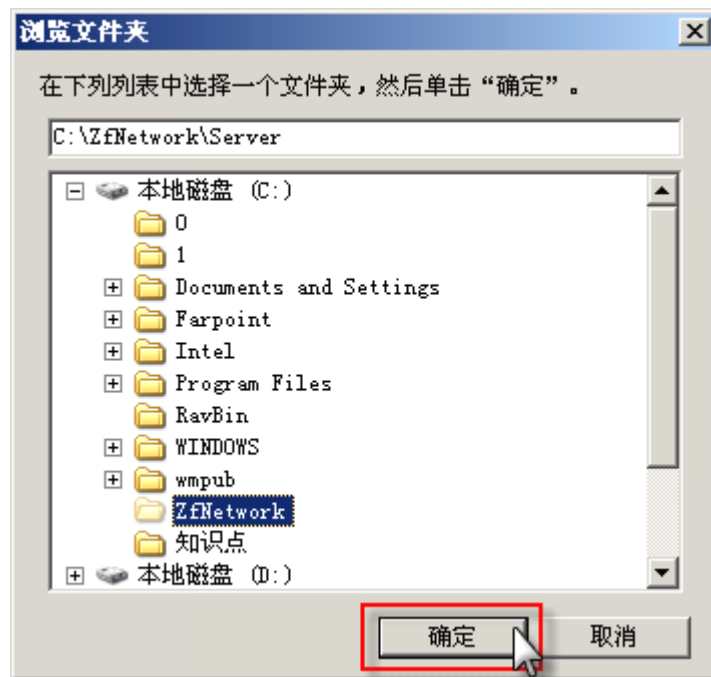 浏览文件夹
在下列列表中选择一个文件夹，然后单击“确定”。
C:\ZfNetwork\Server
本地磁盘 (C:)
0
1
Documents and Settings
Farpoint
Intel
Program Files
RavBin
WINDOWS
wmpub
ZfNetwork
知识点
本地磁盘 (D:)
确定 取消